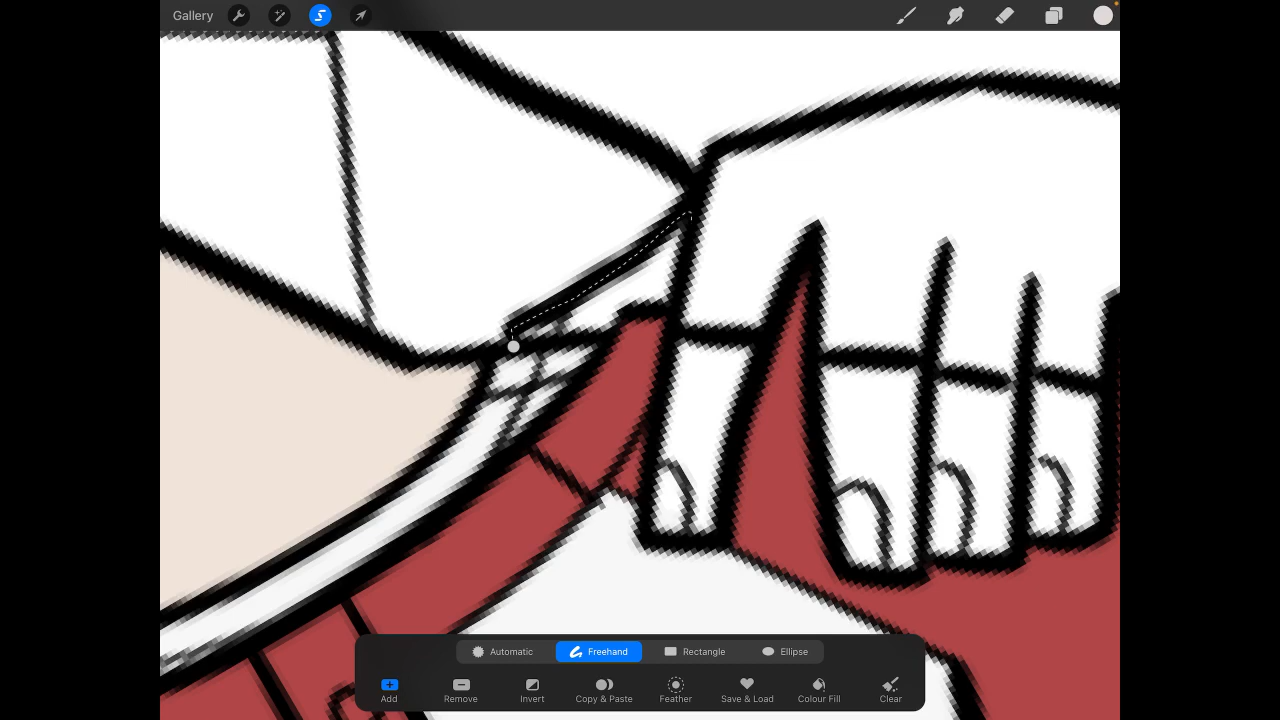 Gallery
Automatic Freehand Rectangle Ellipse
Add Remove Invert Copy & Paste Feather Save & Load Colour Fill Clear